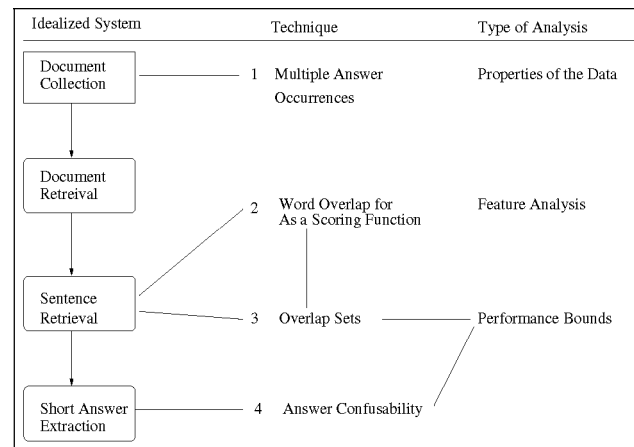 Idealized System
Technique
Type of Analysis
Document
Collection
1 Multiple Answer
Occurrences
Properties of the Data
Document
Retreival
2 Word Overlap for
As a Scoring Function
Feature Analysis
Sentence
Retrieval
3 Overlap Sets
Performance Bounds
Short Answer
Extraction
4 Answer Confusability